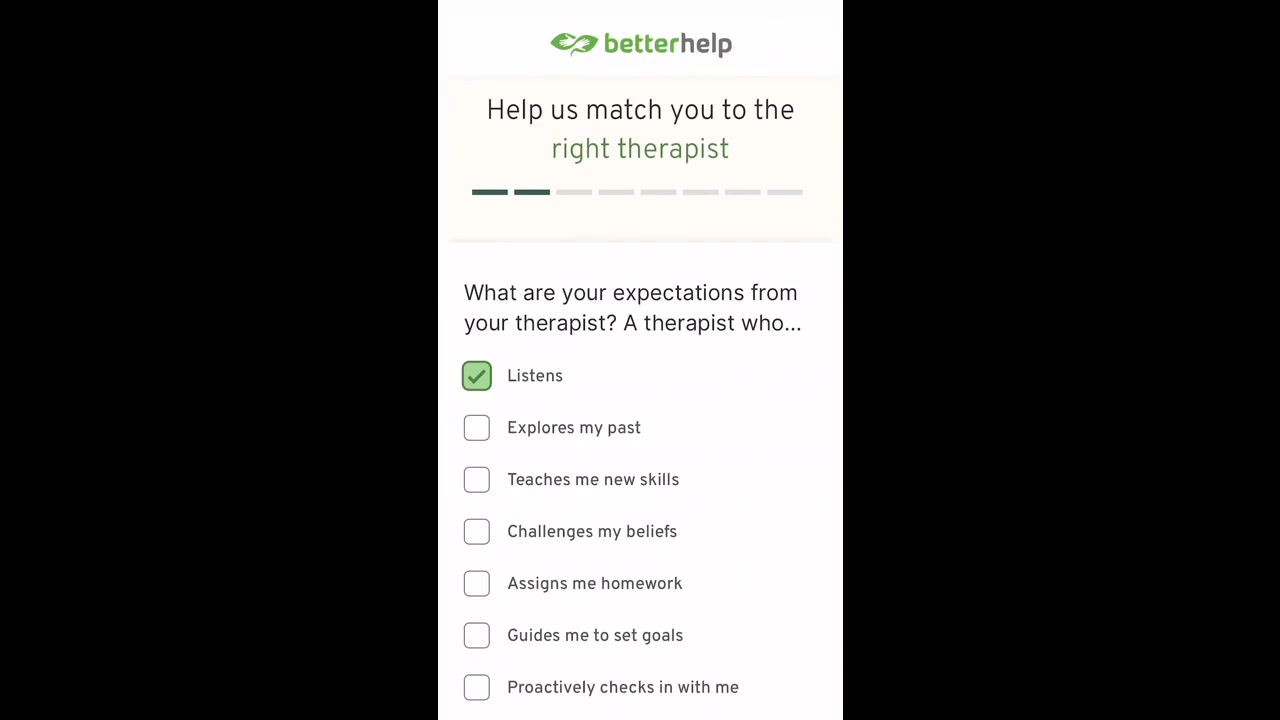 betterhelp
Help us match you to the
right therapist
What are your expectations from
your therapist? A therapist who...
Listens
Explores my past
Teaches me new skills
Challenges my beliefs
Assigns me homework
Guides me to set goals
Proactively checks in with me